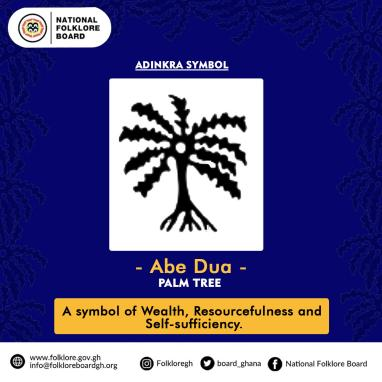 NATIONAL
FOLKLORE
BOARD
ADINKRA SYMBOL
- Abe Dua -
PALM TREE
A symbol of Wealth, Resourcefulness and
Self-sufficiency.
www.folklore.gov.gh
info@folkloreboardgh.org
Folkloregh
board_ghana
National Folklore Board